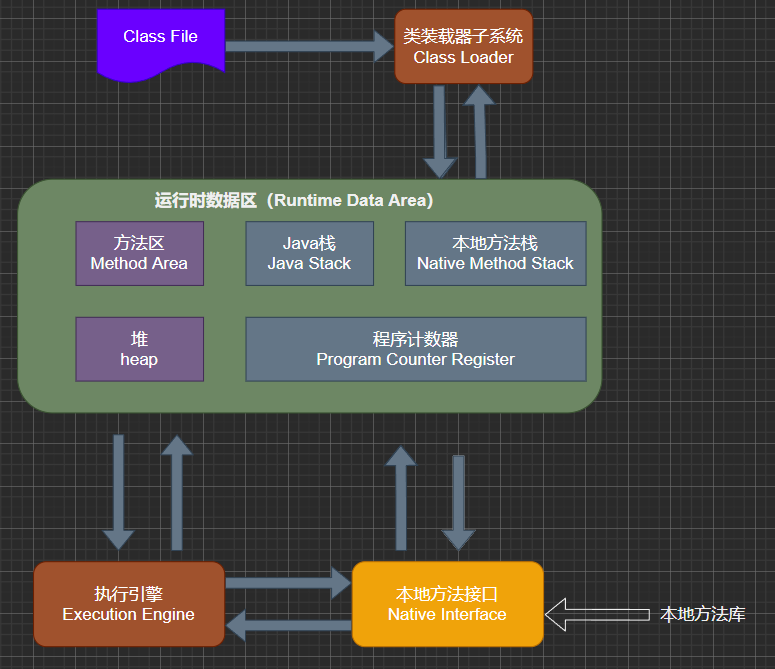 Class File
类装载器子系统
Class Loader
运行时数据区（Runtime Data Area）
方法区
Method Area
Java栈
Java Stack
本地方法栈
Native Method Stack
堆
heap
程序计数器
Program Counter Register
执行引擎
Execution Engine
本地方法接口
Native Interface
本地方法库